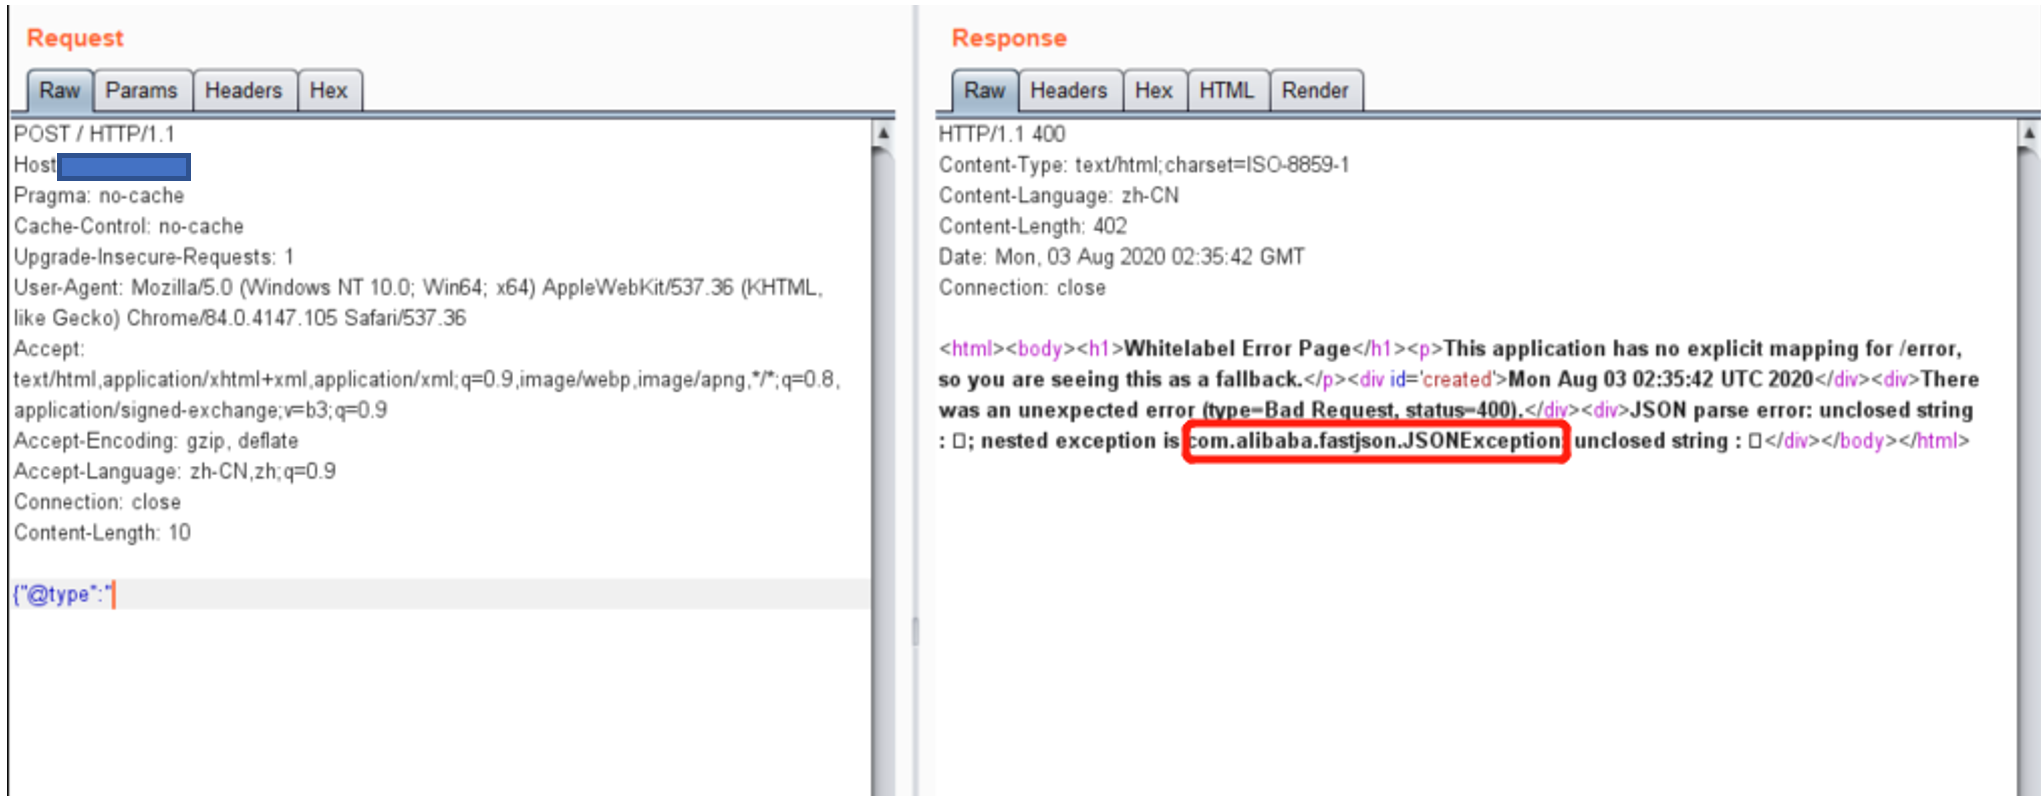 Request
Raw Params Headers Hex
POST / HTTP/1.1
Host
Pragma: no-cache
Cache-Control: no-cache
Upgrade-Insecure-Requests: 1
User-Agent: Mozilla/5.0 (Windows NT 10.0; Win64; x64) AppleWebKit/537.36 (KHTML,
like Gecko) Chrome/84.0.4147.105 Safari/537.36
Accept:
text/html,application/xhtml+xml,application/xml;q=0.9,image/webp,image/apng,*/*;q=0.8,
application/signed-exchange;v=b3;q=0.9
Accept-Encoding: gzip, deflate
Accept-Language: zh-CN,zh;q=0.9
Connection: close
Content-Length: 10
{"@type":"
Response
Raw Headers Hex HTML Render
HTTP/1.1 400
Content-Type: text/html;charset=ISO-8859-1
Content-Language: zh-CN
Content-Length: 402
Date: Mon, 03 Aug 2020 02:35:42 GMT
Connection: close
<html><body><h1>Whitelabel Error Page</h1><p>This application has no explicit mapping for /error,
so you are seeing this as a fallback.</p><div id='created'>Mon Aug 03 02:35:42 UTC 2020</div><div>There
was an unexpected error (type=Bad Request, status=400).</div><div>JSON parse error: unclosed string
: □; nested exception is com.alibaba.fastjson.JSONException: unclosed string : □</div></body></html>